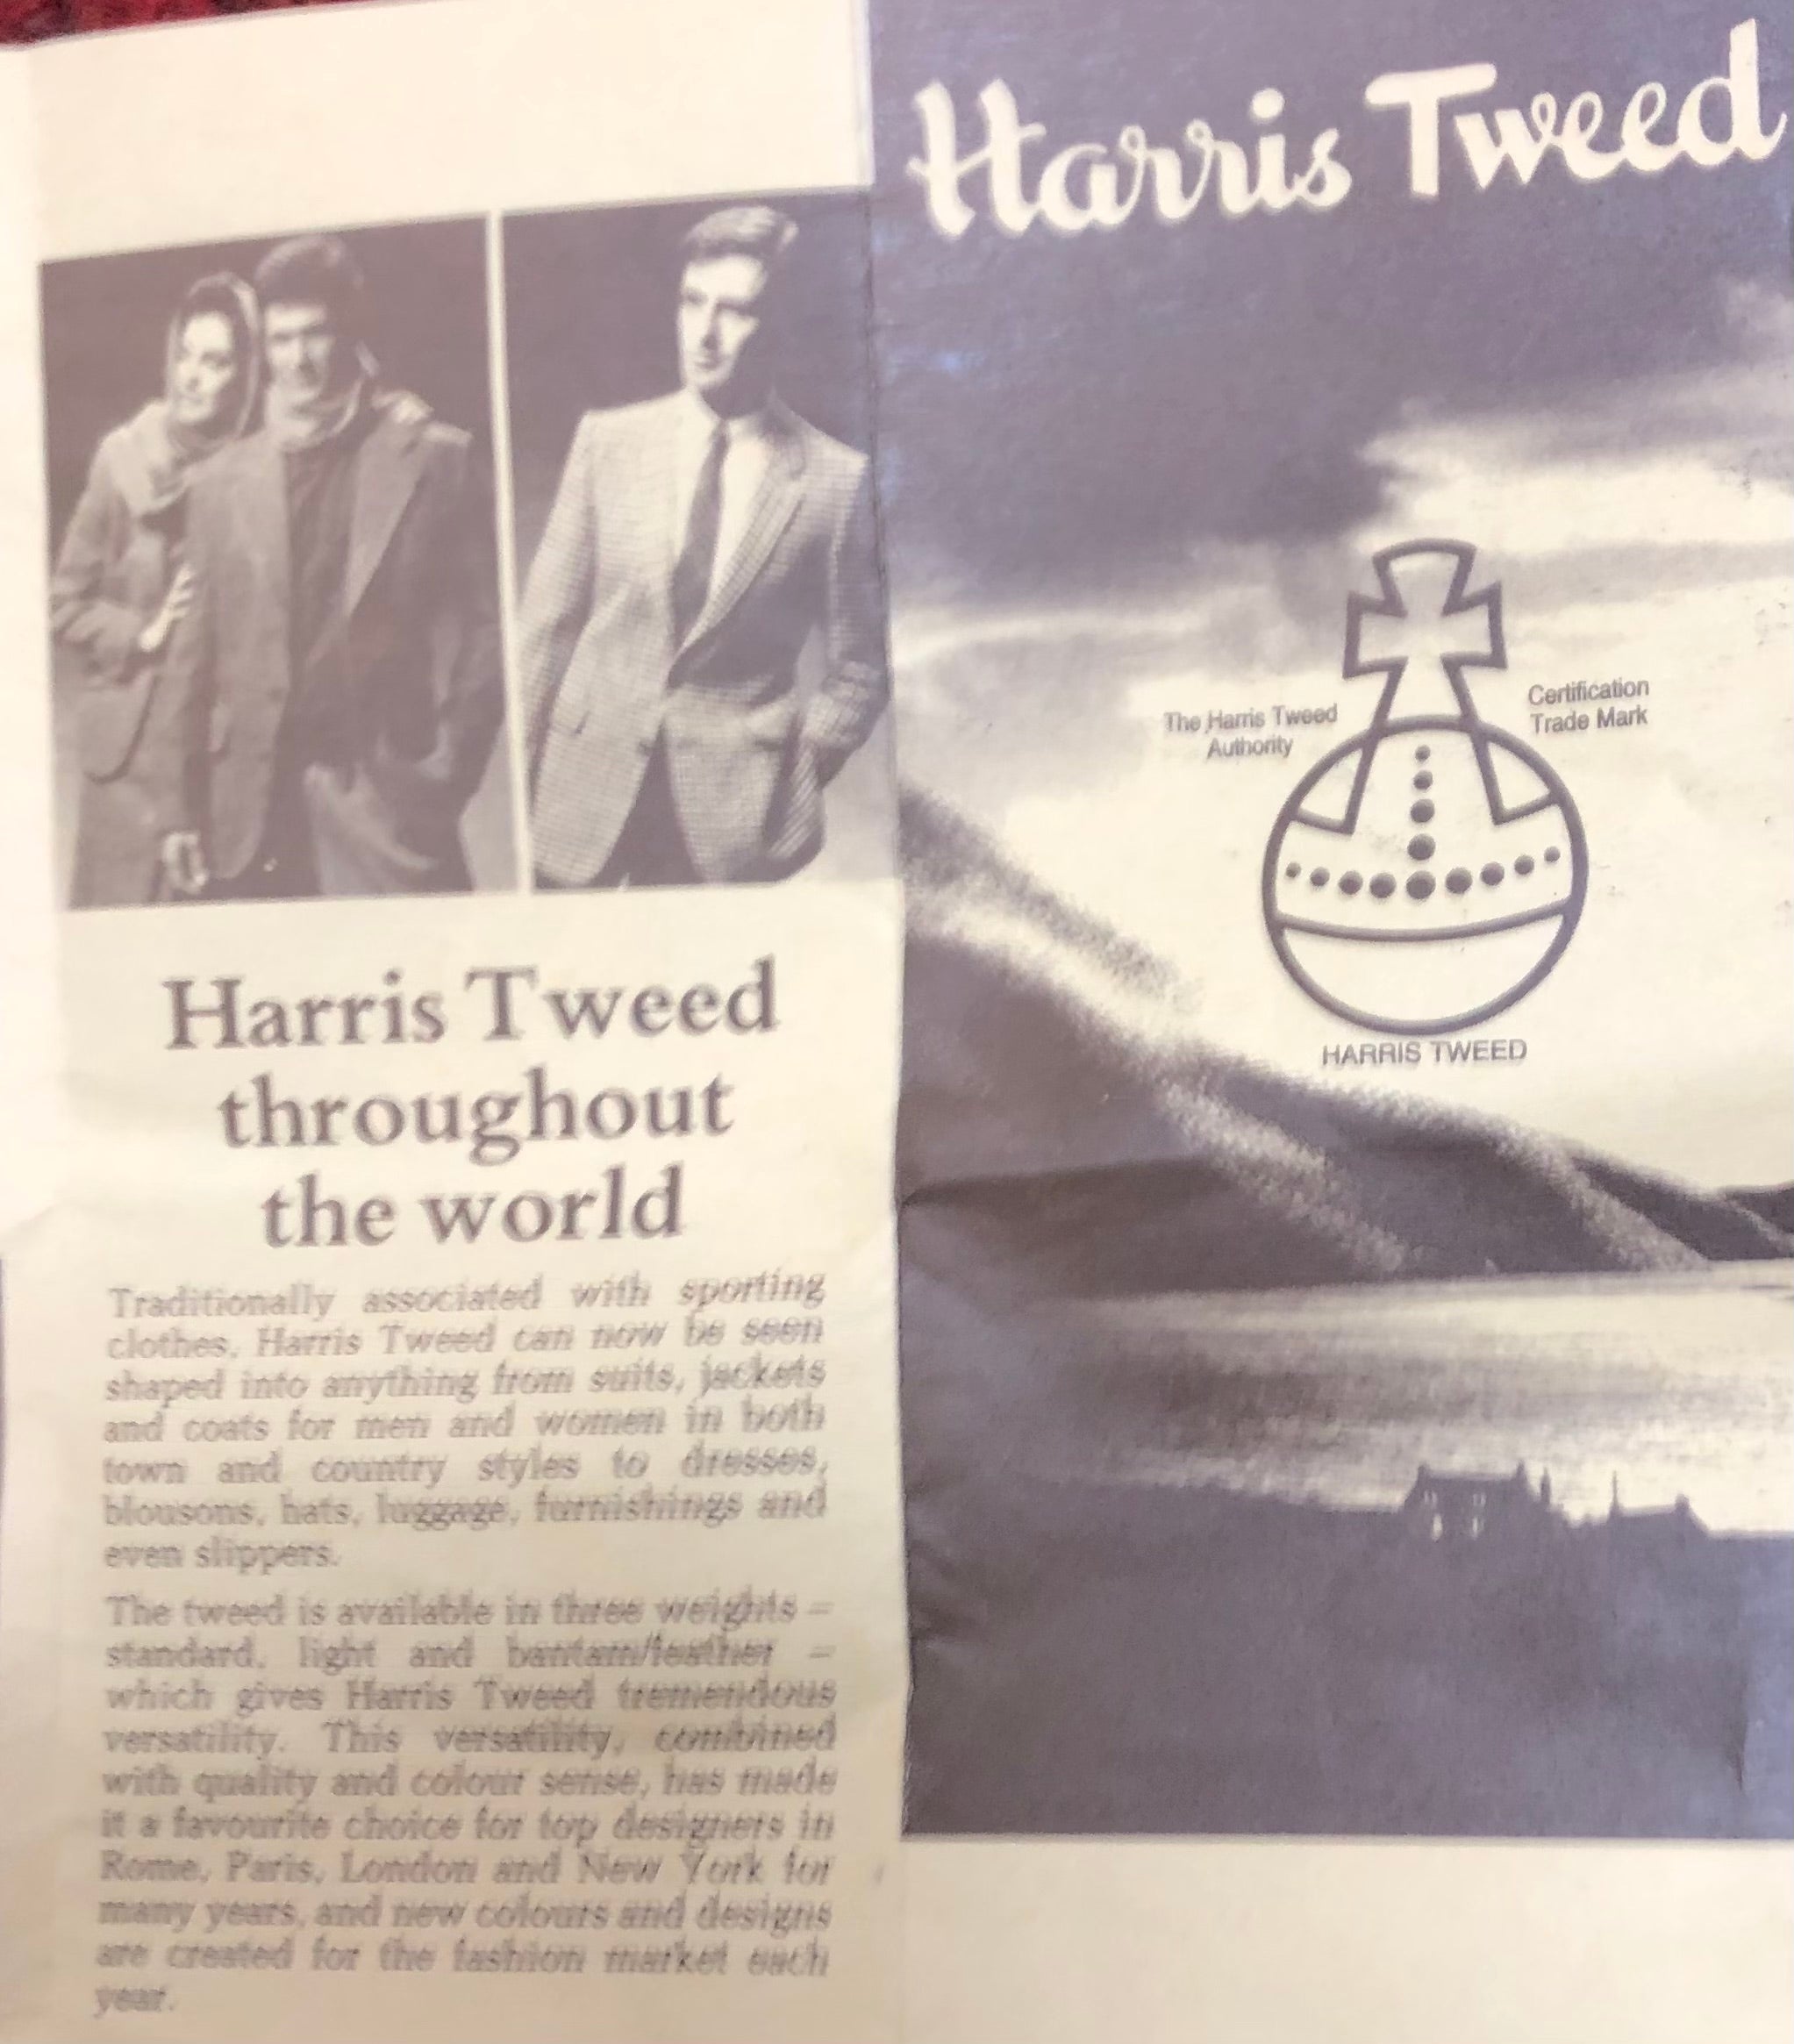 Harris Tweed
throughout
the world
Traditionally associated with sporting
clothes, Harris Tweed can now be seen
shaped into anything from suits, jackets
and coats for men and women in both
town and country styles to dresses,
blousons, hats, luggage, furnishings and
even slippers.
The tweed is available in three weights –
standard, light and bantam/feather –
which gives Harris Tweed tremendous
versatility. This versatility, combined
with quality and colour sense, has made
it a favourite choice for top designers in
Rome, Paris, London and New York for
many years, and new colours and designs
are created for the fashion market each
year.
Harris Tweed
The Harris Tweed
Authority
Certification
Trade Mark
HARRIS TWEED